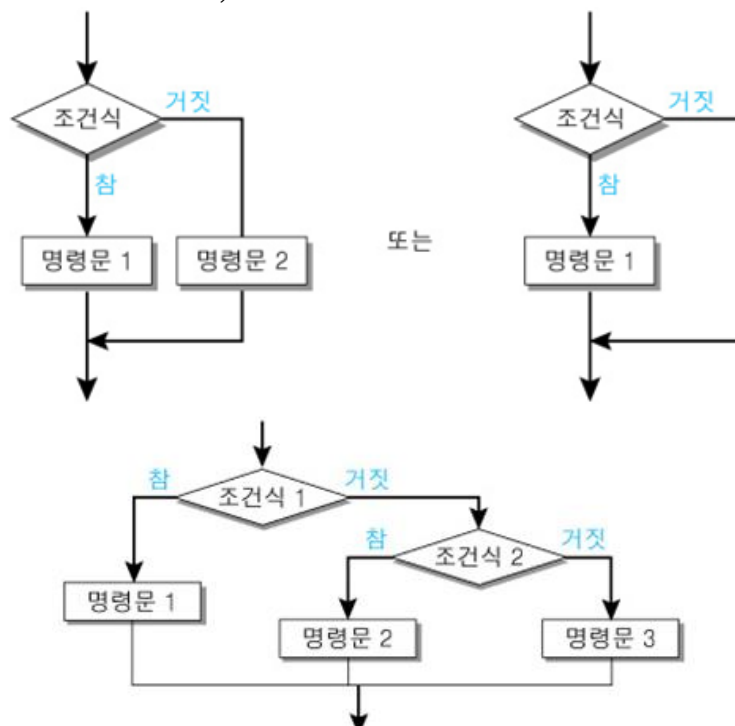 거짓 거짓
조건식 조건식
참 참
명령문 1 명령문 2 또는 명령문 1
참 거짓
조건식 1
참 거짓
조건식 2
명령문 1
명령문 2 명령문 3